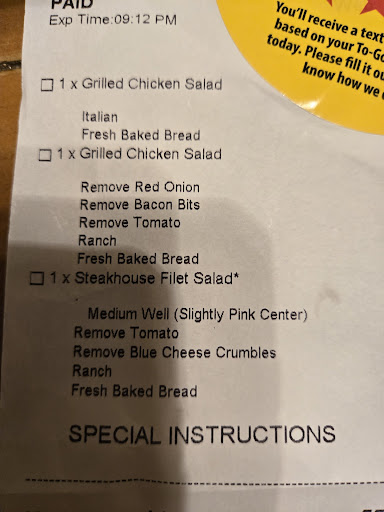 PAID
Exp Time:09:12 PM
You'll receive a text
based on your To-Go
today. Please fill it ou
know how we
☐ 1 x Grilled Chicken Salad
Italian
Fresh Baked Bread
☐ 1 x Grilled Chicken Salad
Remove Red Onion
Remove Bacon Bits
Remove Tomato
Ranch
Fresh Baked Bread
☐ 1 x Steakhouse Filet Salad*
Medium Well (Slightly Pink Center)
Remove Tomato
Remove Blue Cheese Crumbles
Ranch
Fresh Baked Bread
SPECIAL INSTRUCTIONS